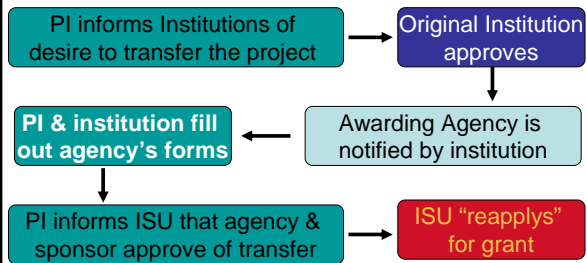 PI informs Institutions of
desire to transfer the project
Original Institution
approves
Awarding Agency is
notified by institution
PI & institution fill
out agency's forms
PI informs ISU that agency &
sponsor approve of transfer
ISU “reapplys”
for grant